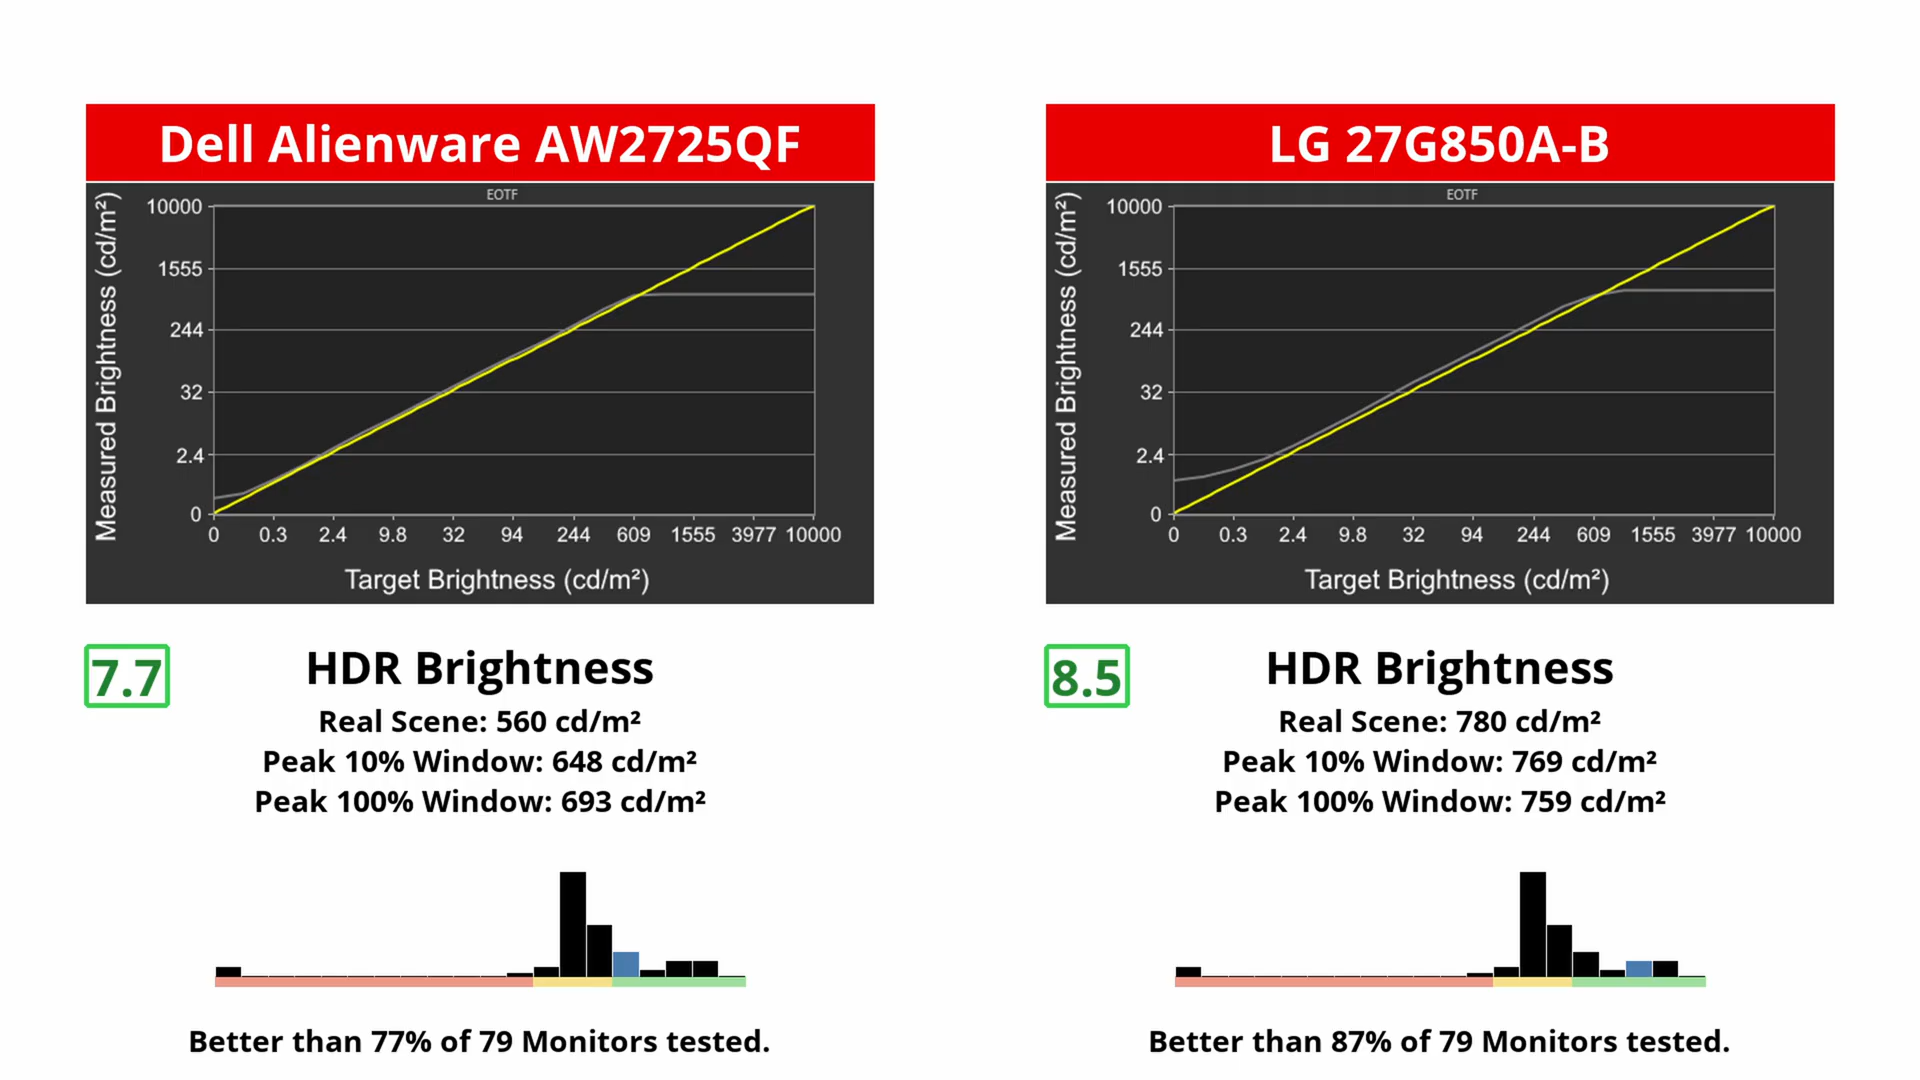 Dell Alienware AW2725QF
EOTF
Measured Brightness (cd/m²)
10000
1555
244
32
2.4
0
0 0.3 2.4 9.8 32 94 244 609 1555 3977 10000
Target Brightness (cd/m²)
7.7
HDR Brightness
Real Scene: 560 cd/m²
Peak 10% Window: 648 cd/m²
Peak 100% Window: 693 cd/m²
Better than 77% of 79 Monitors tested.
LG 27G850A-B
EOTF
Measured Brightness (cd/m²)
10000
1555
244
32
2.4
0
0 0.3 2.4 9.8 32 94 244 609 1555 3977 10000
Target Brightness (cd/m²)
8.5
HDR Brightness
Real Scene: 780 cd/m²
Peak 10% Window: 769 cd/m²
Peak 100% Window: 759 cd/m²
Better than 87% of 79 Monitors tested.